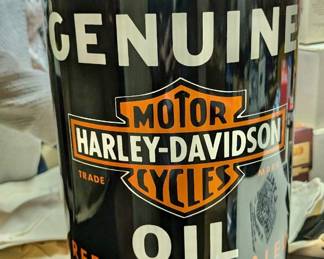 GENUINE
MOTOR
HARLEY-DAVIDSON
TRADE
CYCLES
OIL